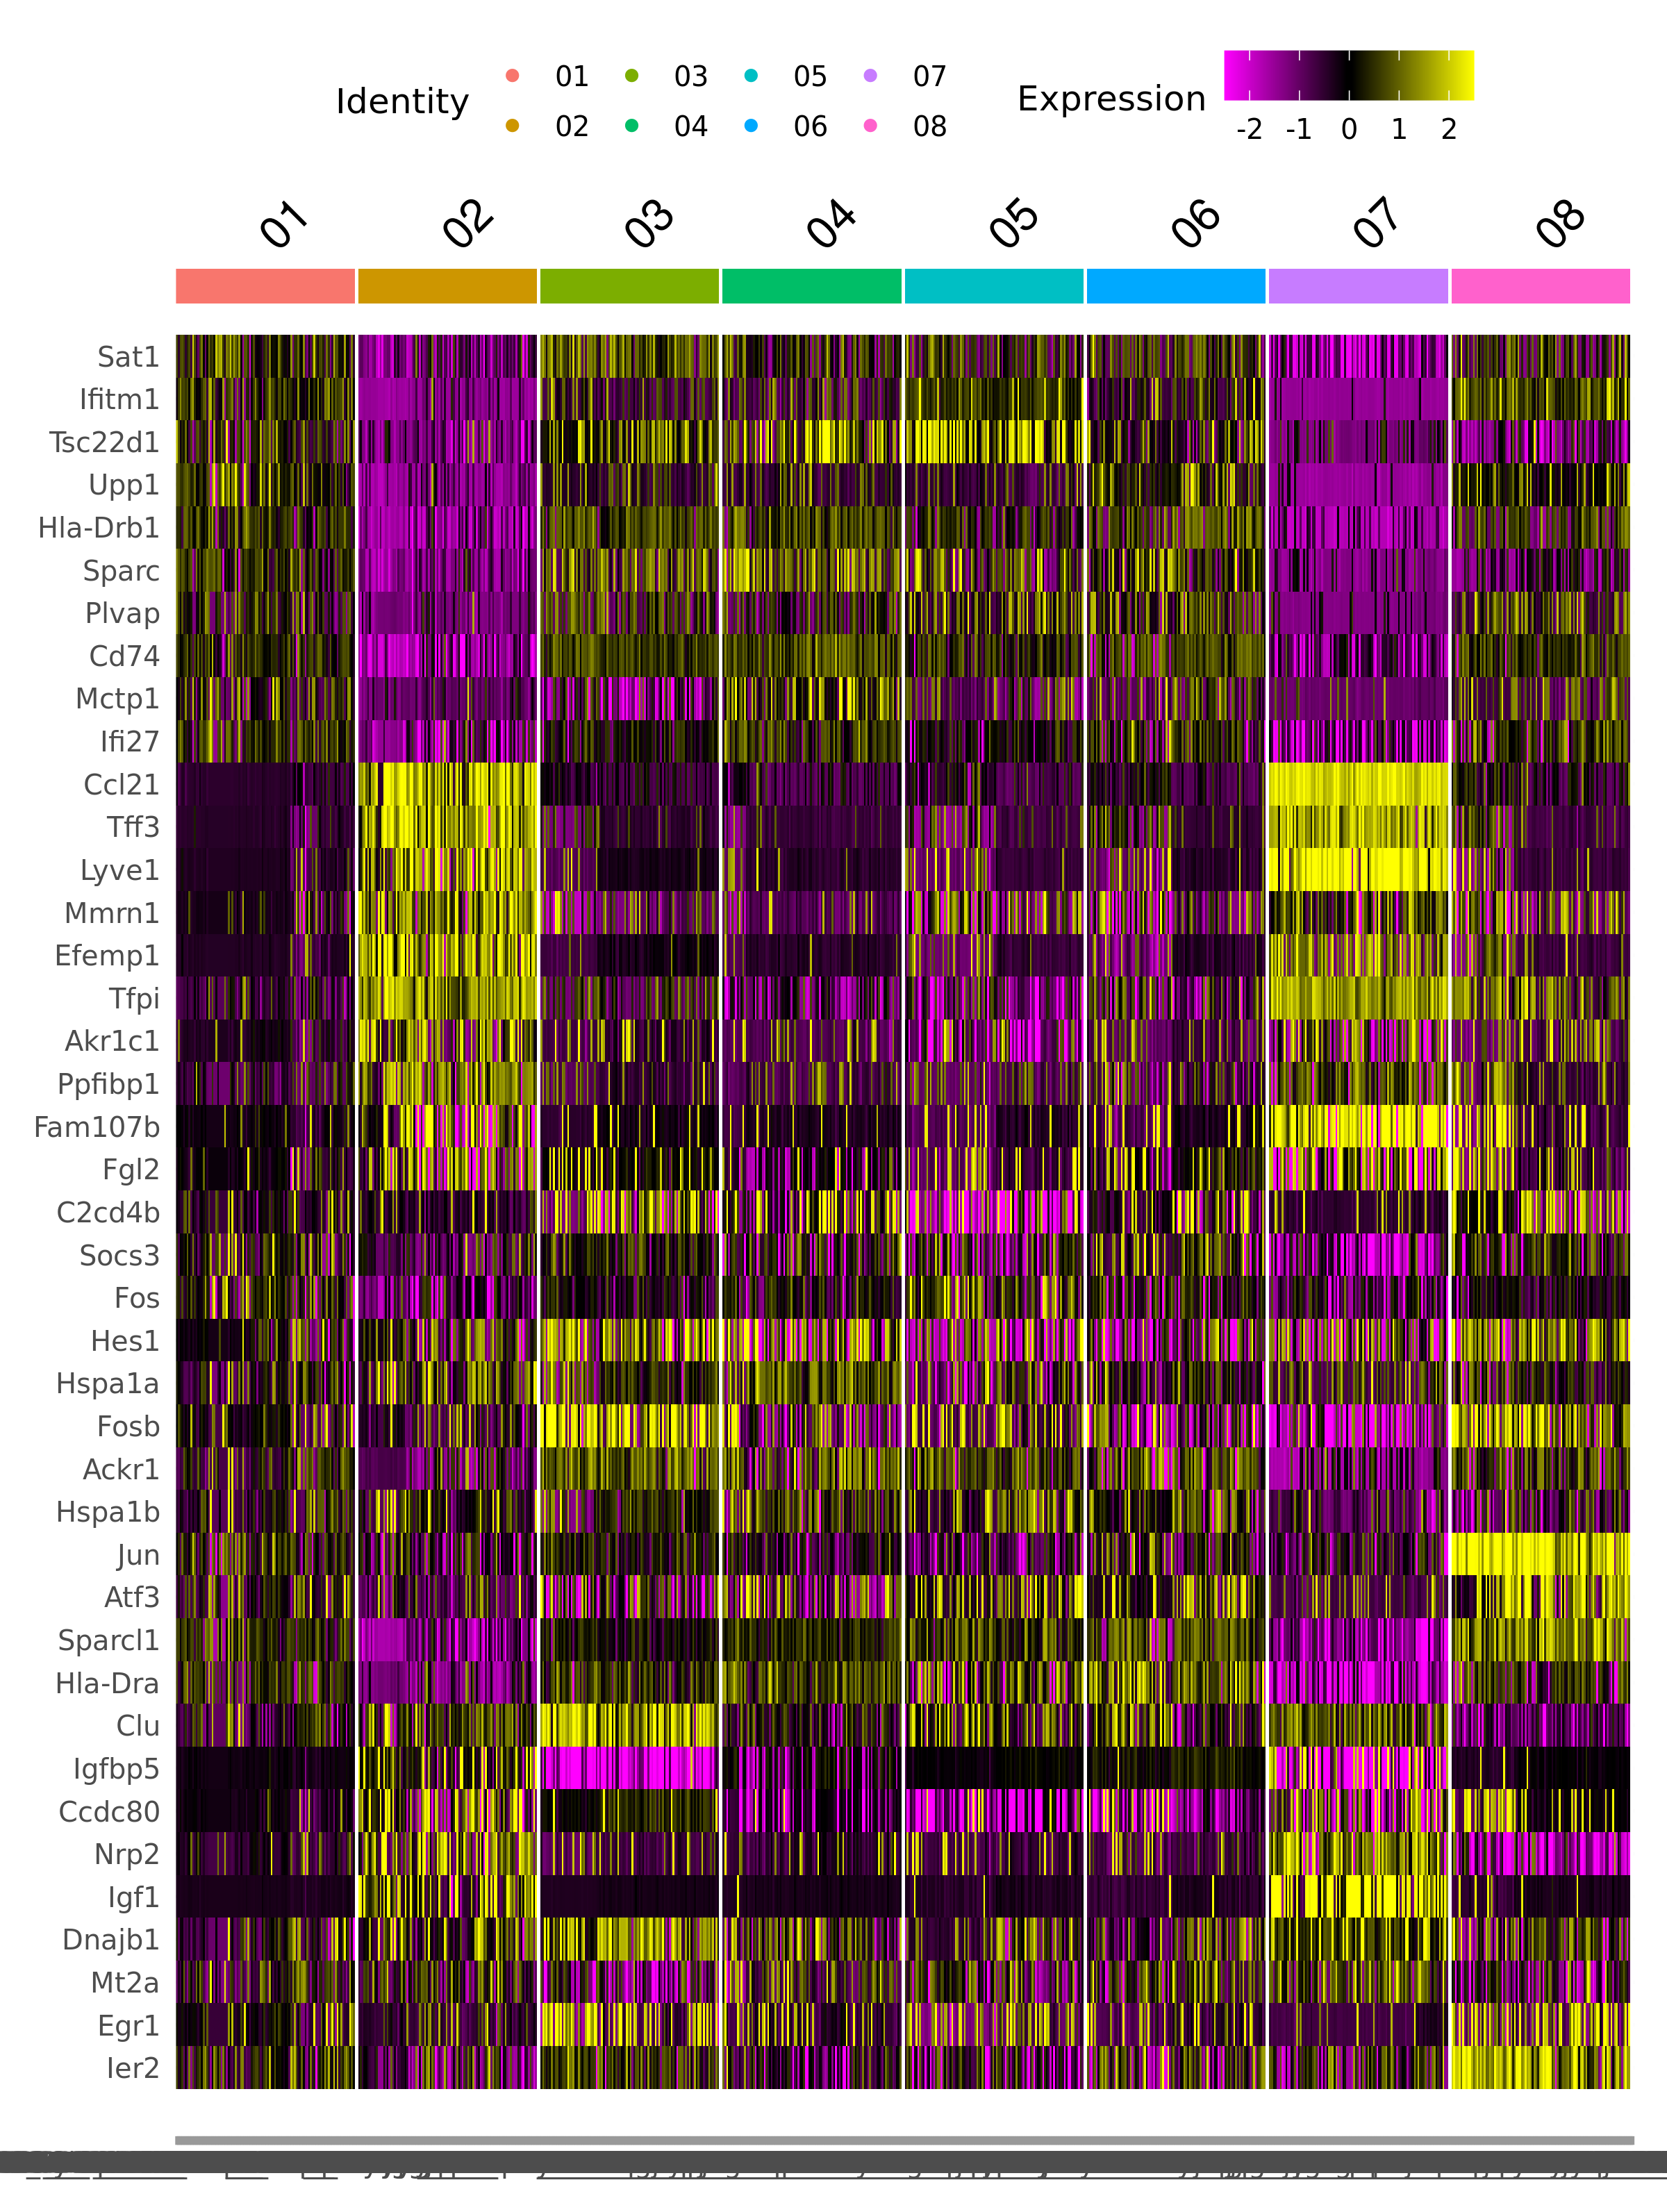 Identity 01 03 05 07 Expression
02 04 06 08 -2 -1 0 1 2
01 02 03 04 05 06 07 08
Sat1
Ifitm1
Tsc22d1
Upp1
Hla-Drb1
Sparc
Plvap
Cd74
Mctp1
Ifi27
Ccl21
Tff3
Lyve1
Mmrn1
Efemp1
Tfpi
Akr1c1
Ppfibp1
Fam107b
Fgl2
C2cd4b
Socs3
Fos
Hes1
Hspa1a
Fosb
Ackr1
Hspa1b
Jun
Atf3
Sparcl1
Hla-Dra
Clu
Igfbp5
Ccdc80
Nrp2
Igf1
Dnajb1
Mt2a
Egr1
Ier2